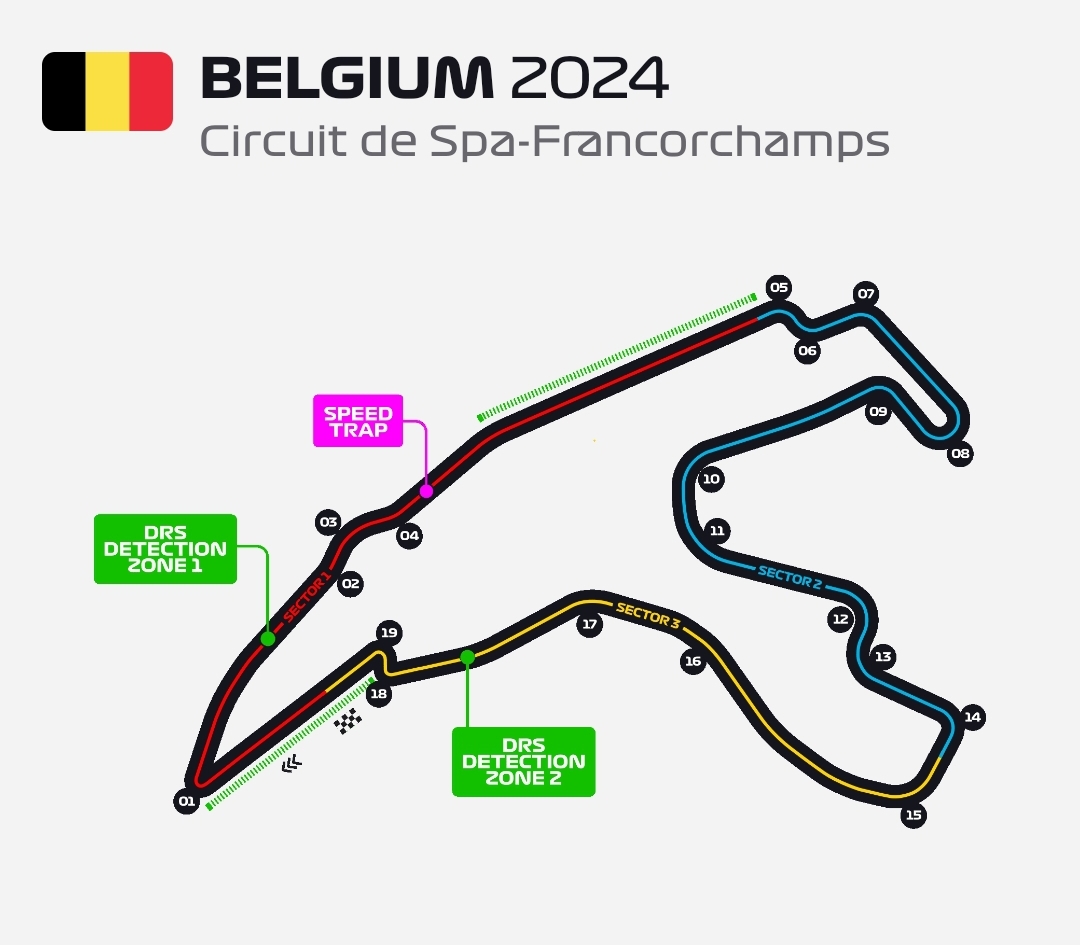 BELGIUM 2024
Circuit de Spa-Francorchamps
05
07
06
SPEED
TRAP
09
08
10
03
04
11
DRS
DETECTION
ZONE 1
SECTOR 1
02
SECTOR 2
12
SECTOR 3
17
19
13
16
18
14
DRS
DETECTION
ZONE 2
01
15